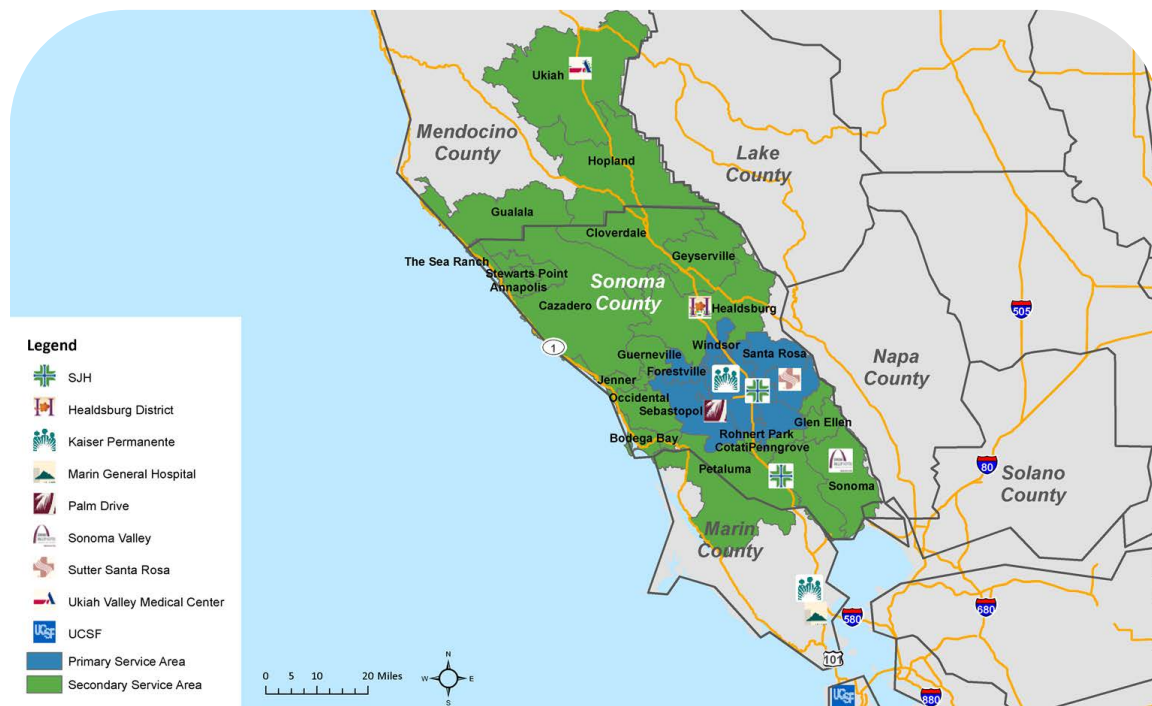 Ukiah
Mendocino
County
Lake
County
Hopland
Gualala
Cloverdale
Geyserville
The Sea Ranch
Stewarts Point
Annapolis
Sonoma
County
Cazadero
Healdsburg
505
1
Windsor
Santa Rosa
Guerneville
Napa
County
Forestville
Jenner
Occidental
Sebastopol
Glen Ellen
Bodega Bay
Rohnert Park
Cotati
Penngrove
Petaluma
Sonoma
80
Solano
County
Marin
County
680
580
101
880
UCSF
Legend
SJH
Healdsburg District
Kaiser Permanente
Marin General Hospital
Palm Drive
Sonoma Valley
Sutter Santa Rosa
Ukiah Valley Medical Center
UCSF
UCSF
Primary Service Area
Secondary Service Area
0 5 10 20 Miles
N
W E
S